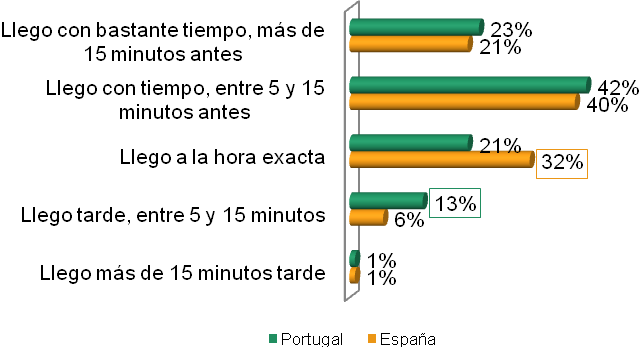 Llego con bastante tiempo, más de
15 minutos antes
23%
21%
Llego con tiempo, entre 5 y 15
minutos antes
42%
40%
Llego a la hora exacta
21%
32%
Llego tarde, entre 5 y 15 minutos
13%
6%
Llego más de 15 minutos tarde
1%
1%
Portugal España